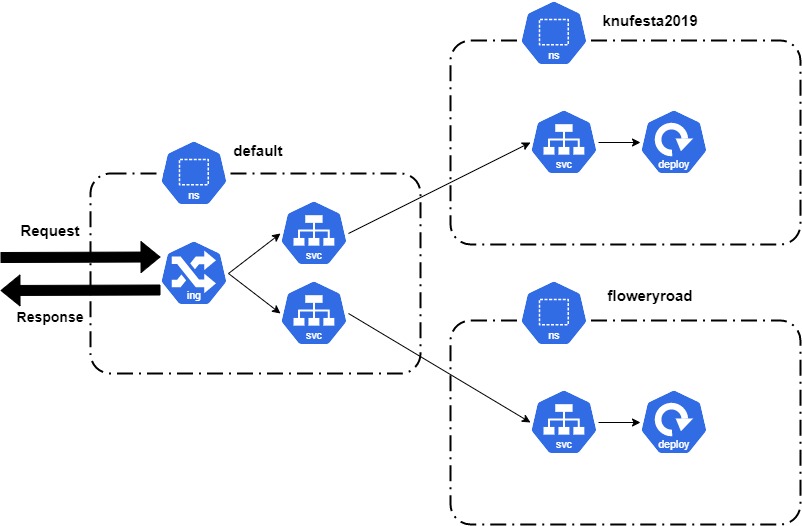 knufesta2019
ns
svc
deploy
default
ns
Request
ing
Response
svc
svc
floweryroad
ns
svc
deploy